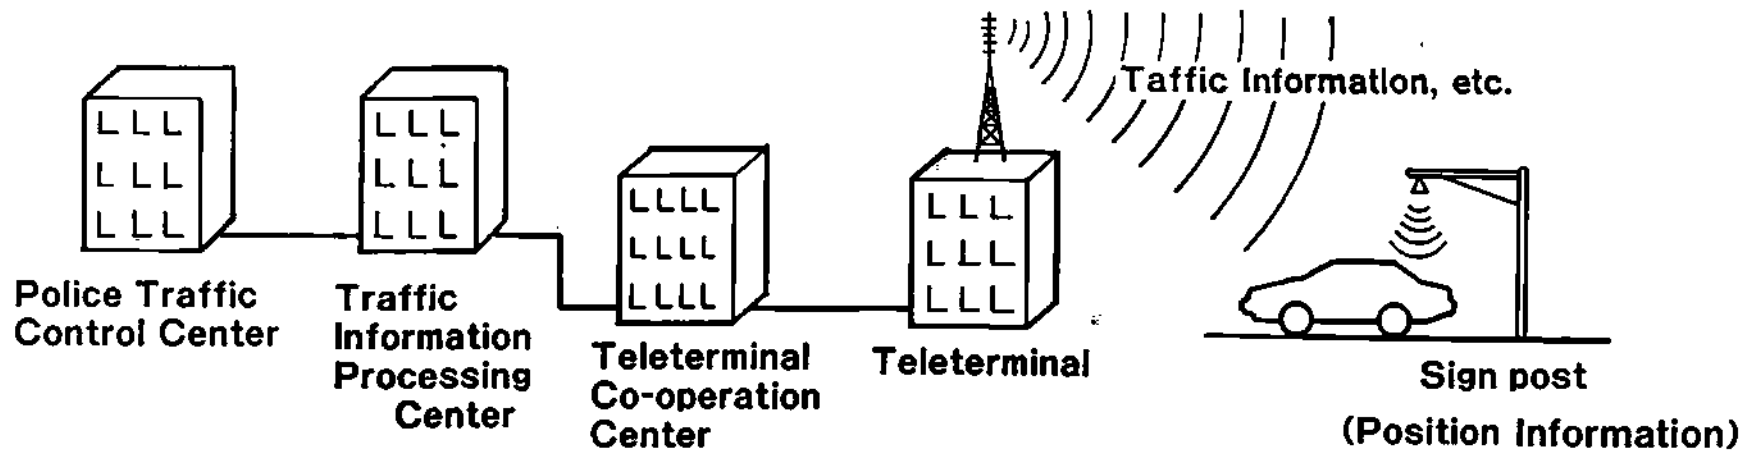 Taffic Information, etc.
Police Traffic
Control Center
Traffic
Information
Processing
Center
Teleterminal
Co-operation
Center
Teleterminal
Sign post
(Position Information)